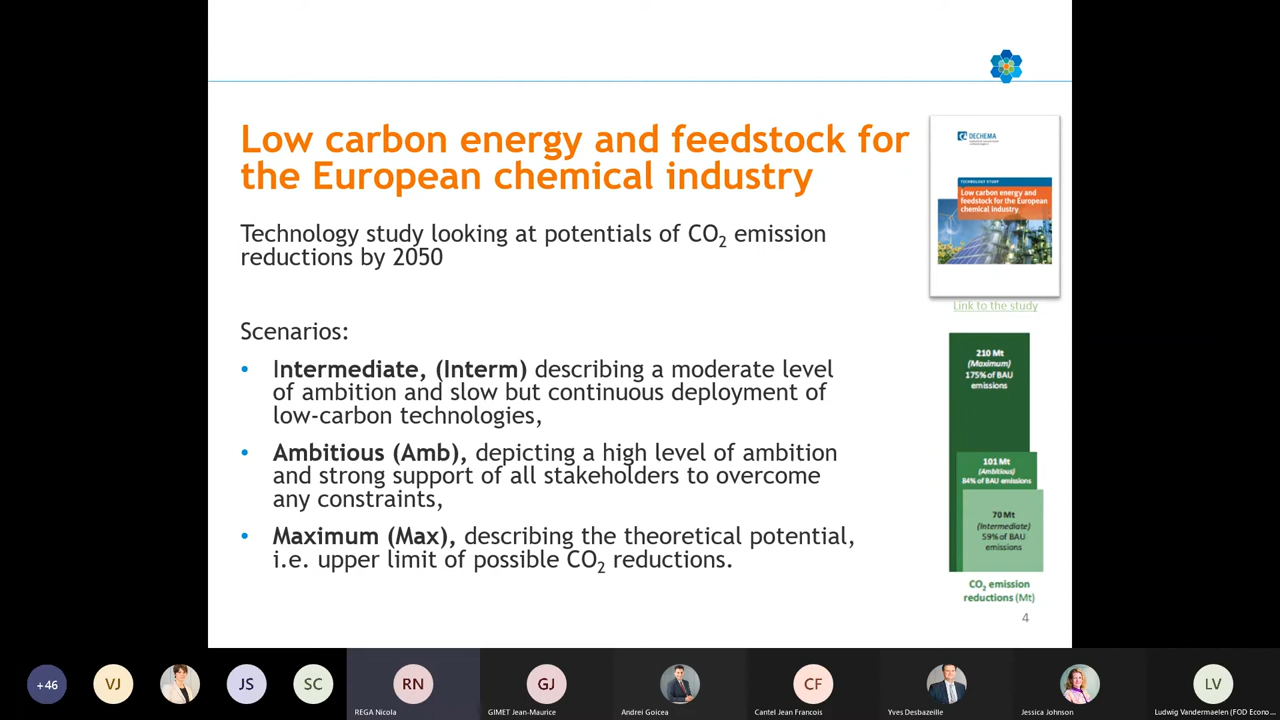 Low carbon energy and feedstock for
the European chemical industry
Technology study looking at potentials of CO₂ emission
reductions by 2050
Scenarios:
• Intermediate, (Interm) describing a moderate level
of ambition and slow but continuous deployment of
low-carbon technologies,
• Ambitious (Amb), depicting a high level of ambition
and strong support of all stakeholders to overcome
any constraints,
• Maximum (Max), describing the theoretical potential,
i.e. upper limit of possible CO₂ reductions.
DECHEMA
TECHNOLOGY STUDY
Low carbon energy and
feedstock for the European
chemical industry
Link to the study
210 Mt
(Maximum)
175% of BAU
emissions
101 Mt
(Ambitious)
84% of BAU emissions
70 Mt
(Intermediate)
59% of BAU
emissions
CO₂ emission
reductions (Mt)
4
+46
VJ
JS
SC
RN
REGA Nicola
GJ
GIMET Jean-Maurice
Andrei Goicea
CF
Cantel Jean Francois
Yves Desbazeille
Jessica Johnson
LV
Ludwig Vandermaelen (FOD Econo...